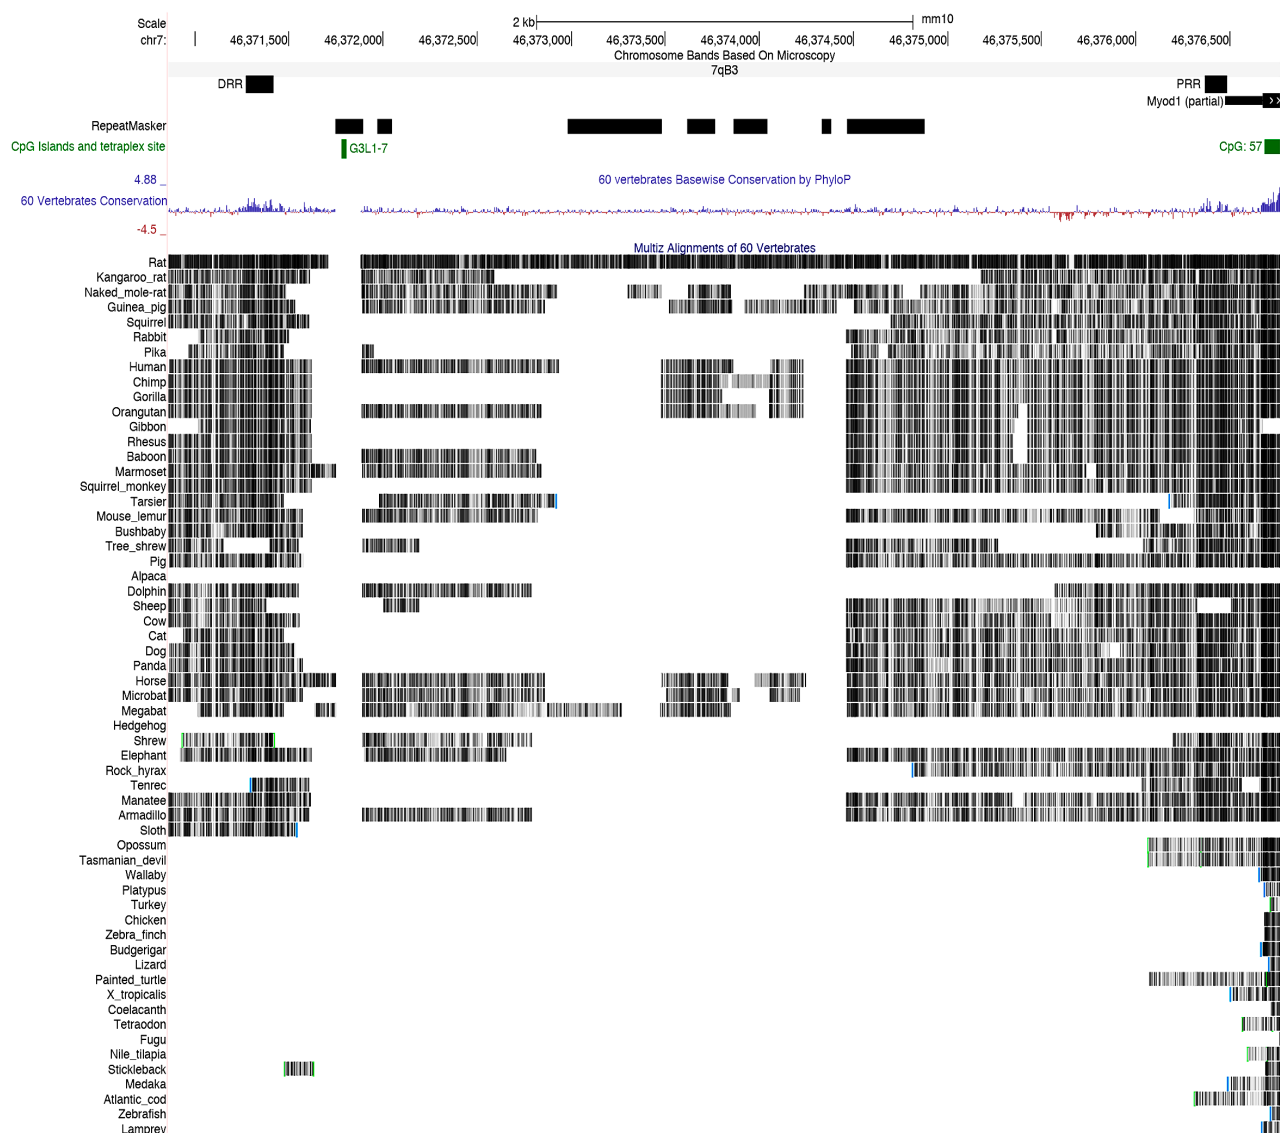 Scale 2 kb mm10
chr7: 46,371,500 46,372,000 46,372,500 46,373,000 46,373,500 46,374,000 46,374,500 46,375,000 46,375,500 46,376,000 46,376,500
Chromosome Bands Based On Microscopy
7qB3
DRR PRR
Myod1 (partial)
RepeatMasker
CpG Islands and tetraplex site G3L1-7 CpG: 57
4.88 _ 60 vertebrates Basewise Conservation by PhyloP
60 Vertebrates Conservation
-4.5 _
Multiz Alignments of 60 Vertebrates
Rat
Kangaroo_rat
Naked_mole-rat
Guinea_pig
Squirrel
Rabbit
Pika
Human
Chimp
Gorilla
Orangutan
Gibbon
Rhesus
Baboon
Marmoset
Squirrel_monkey
Tarsier
Mouse_lemur
Bushbaby
Tree_shrew
Pig
Alpaca
Dolphin
Sheep
Cow
Cat
Dog
Panda
Horse
Microbat
Megabat
Hedgehog
Shrew
Elephant
Rock_hyrax
Tenrec
Manatee
Armadillo
Sloth
Opossum
Tasmanian_devil
Wallaby
Platypus
Turkey
Chicken
Zebra_finch
Budgerigar
Lizard
Painted_turtle
X_tropicalis
Coelacanth
Tetraodon
Fugu
Nile_tilapia
Stickleback
Medaka
Atlantic_cod
Zebrafish
Lamprey